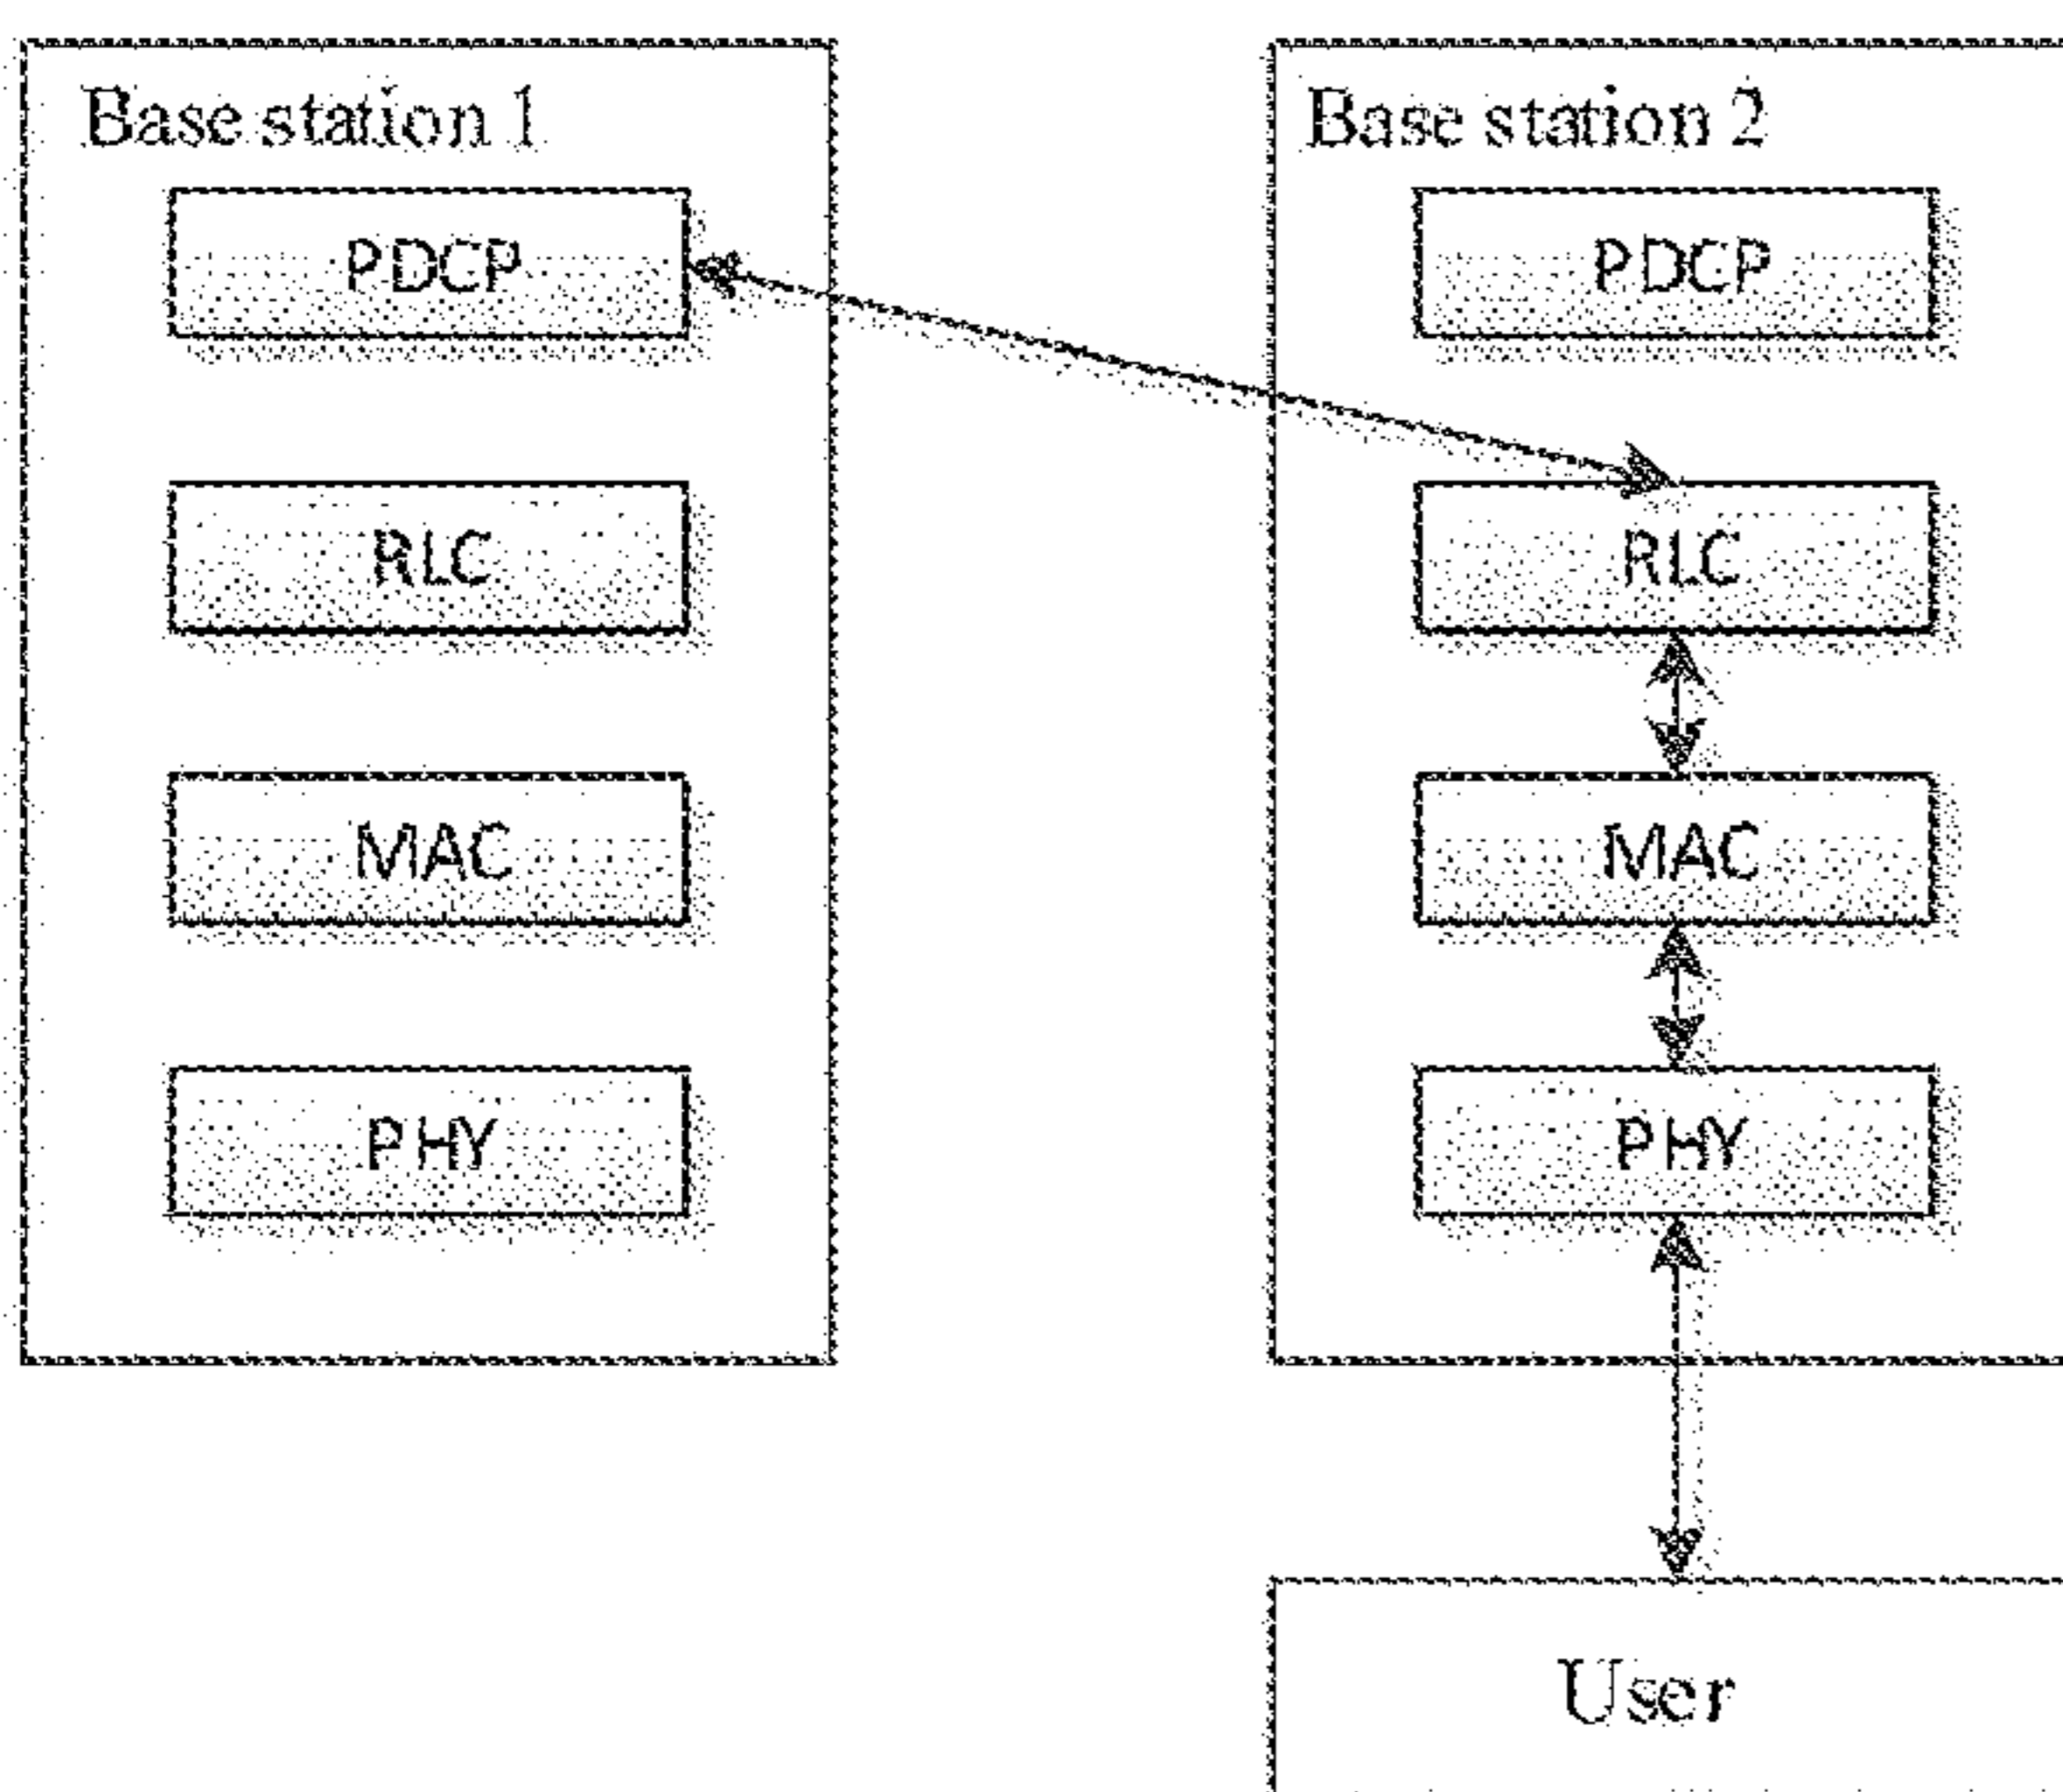 Base station 1
PDCP
RLC
MAC
PHY
Base station 2
PDCP
RLC
MAC
PHY
User